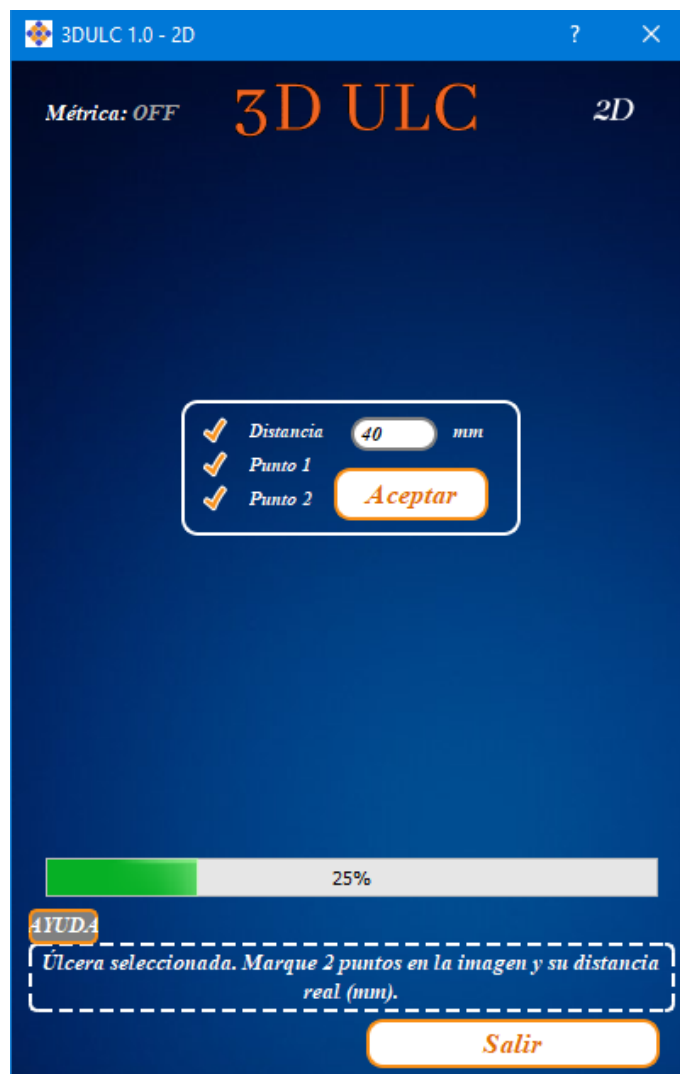 3DULC 1.0 - 2D
?
Métrica: OFF
3D ULC
2D
Distancia 40 mm
Punto 1
Punto 2
Aceptar
25%
AYUDA
Úlcera seleccionada. Marque 2 puntos en la imagen y su distancia
real (mm).
Salir